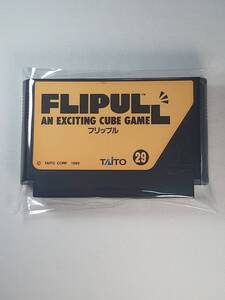 FLIPULL
AN EXCITING CUBE GAME
フリップル
© TAITO CORP. 1989
TAITO
29